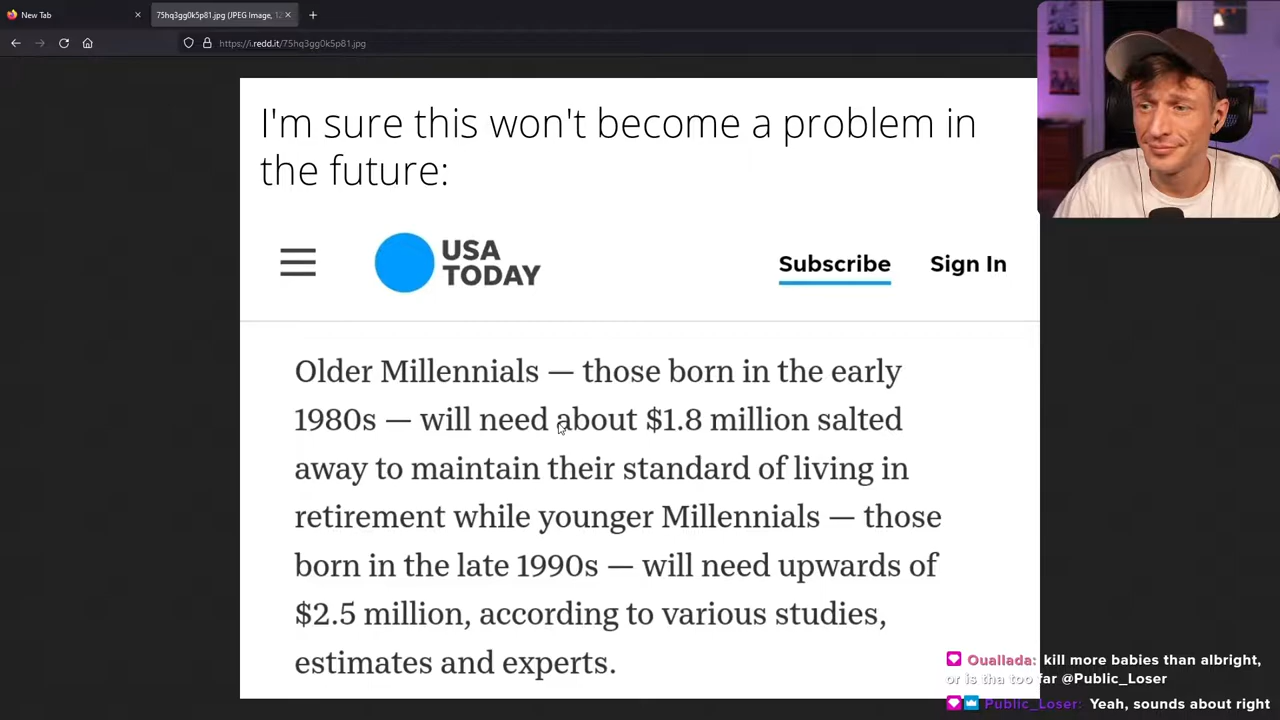 New Tab
75hq3gg0k5p81.jpg (JPEG Image, 12
https://i.redd.it/75hq3gg0k5p81.jpg
I'm sure this won't become a problem in
the future:
USA
TODAY
Subscribe
Sign In
Older Millennials — those born in the early
1980s — will need about $1.8 million salted
away to maintain their standard of living in
retirement while younger Millennials — those
born in the late 1990s — will need upwards of
$2.5 million, according to various studies,
estimates and experts.
Ouallada: kill more babies than albright,
or is tha too far @Public_Loser
Public_Loser: Yeah, sounds about right